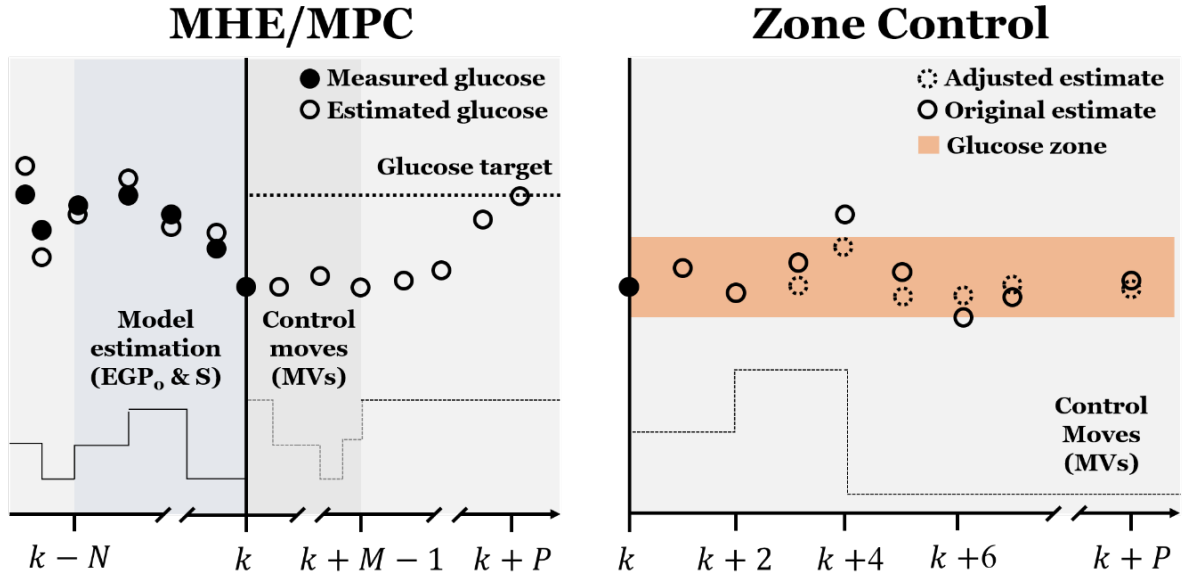 MHE/MPC
Measured glucose
Estimated glucose
Glucose target
Model
estimation
(EGP₀ & S)
Control
moves
(MVs)
k − N
k
k + M − 1
k + P
Zone Control
Adjusted estimate
Original estimate
Glucose zone
Control
Moves
(MVs)
k
k + 2
k + 4
k + 6
k + P